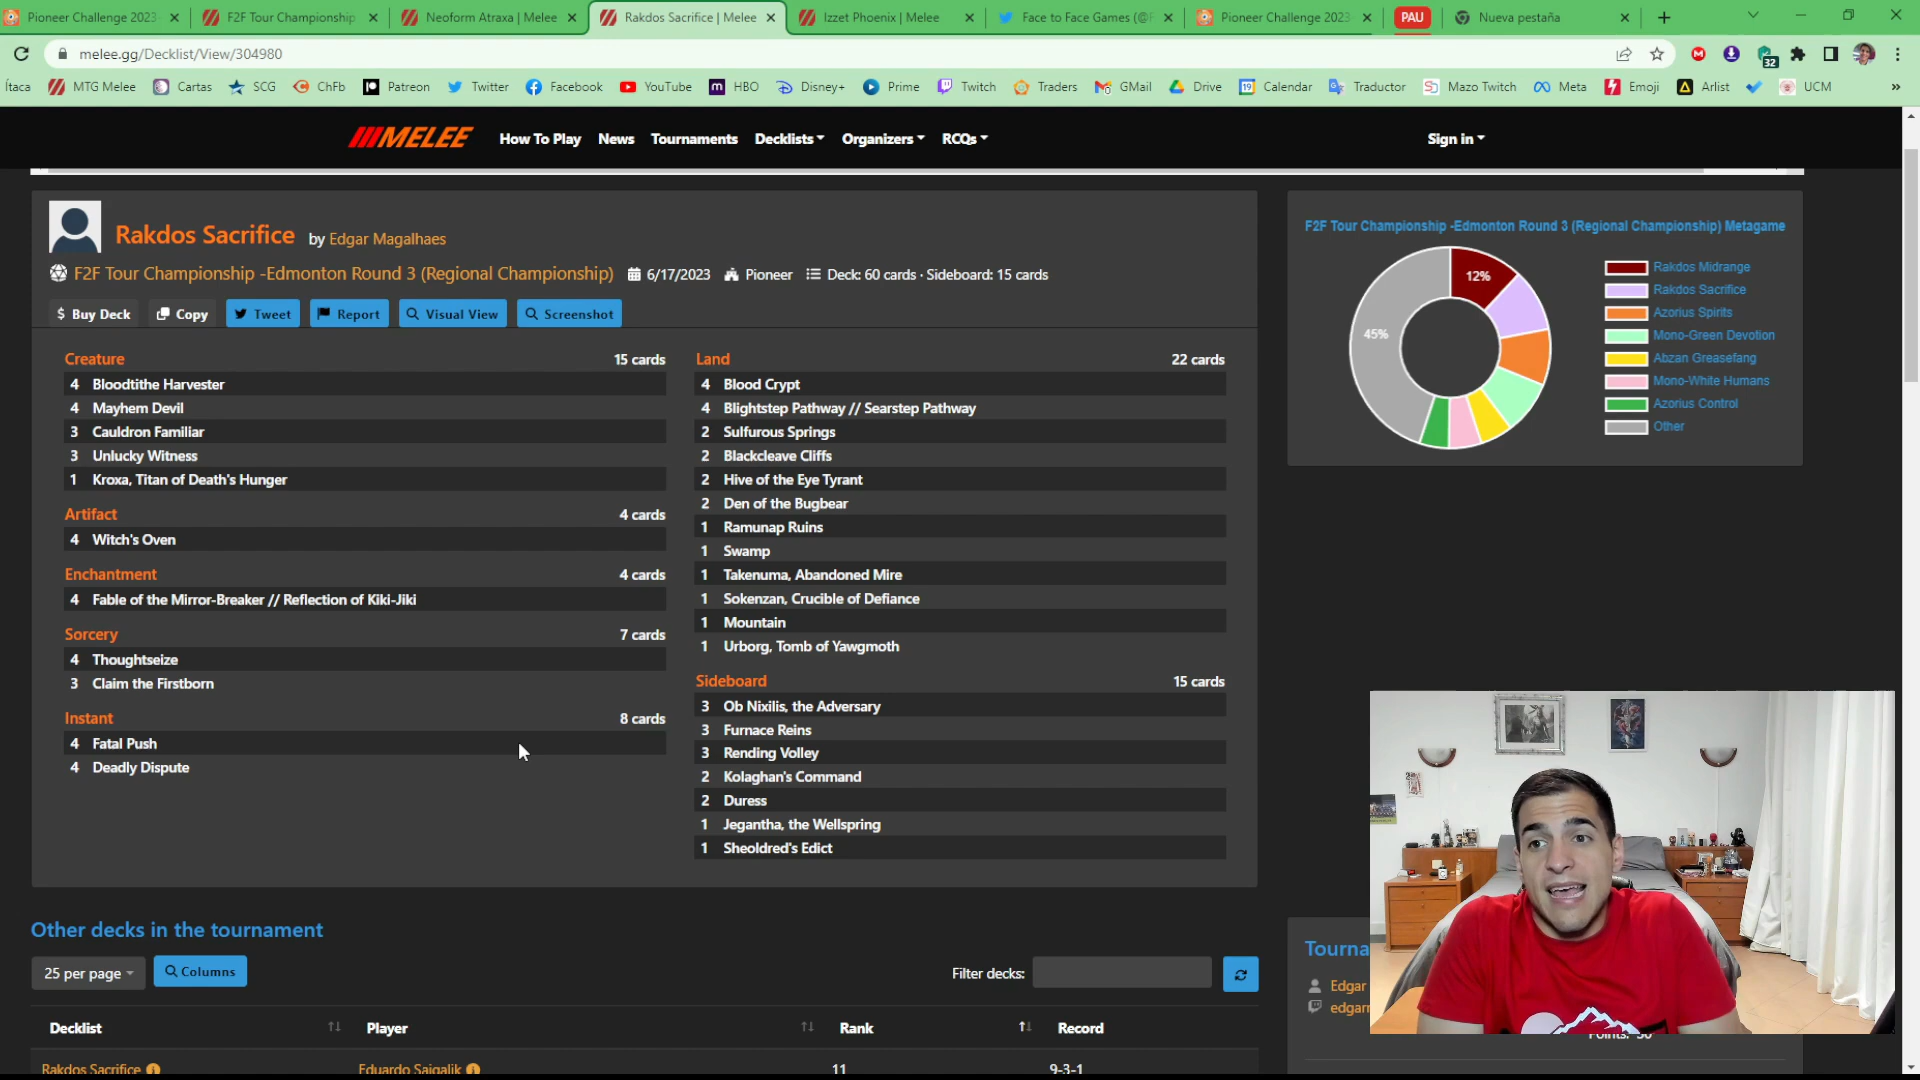 Pioneer Challenge 2023
F2F Tour Championship
Neoform Atraxa | Melee
Rakdos Sacrifice | Melee
Izzet Phoenix | Melee
Face to Face Games (@F
Pioneer Challenge 2023
PAU
Nueva pestaña
melee.gg/Decklist/View/304980
32
Ítaca
MTG Melee
Cartas
SCG
ChFb
Patreon
Twitter
Facebook
YouTube
HBO
Disney+
Prime
Twitch
Traders
GMail
Drive
Calendar
Traductor
Mazo Twitch
Meta
Emoji
Arlist
UCM
MELEE
How To Play
News
Tournaments
Decklists
Organizers
RCQs
Sign in
Rakdos Sacrifice by Edgar Magalhaes
F2F Tour Championship -Edmonton Round 3 (Regional Championship) 6/17/2023 Pioneer Deck: 60 cards · Sideboard: 15 cards
$ Buy Deck
Copy
Tweet
Report
Visual View
Screenshot
Creature 15 cards
4 Bloodtithe Harvester
4 Mayhem Devil
3 Cauldron Familiar
3 Unlucky Witness
1 Kroxa, Titan of Death's Hunger
Artifact 4 cards
4 Witch's Oven
Enchantment 4 cards
4 Fable of the Mirror-Breaker // Reflection of Kiki-Jiki
Sorcery 7 cards
4 Thoughtseize
3 Claim the Firstborn
Instant 8 cards
4 Fatal Push
4 Deadly Dispute
Land 22 cards
4 Blood Crypt
4 Blightstep Pathway // Searstep Pathway
2 Sulfurous Springs
2 Blackcleave Cliffs
2 Hive of the Eye Tyrant
2 Den of the Bugbear
1 Ramunap Ruins
1 Swamp
1 Takenuma, Abandoned Mire
1 Sokenzan, Crucible of Defiance
1 Mountain
1 Urborg, Tomb of Yawgmoth
Sideboard 15 cards
3 Ob Nixilis, the Adversary
3 Furnace Reins
3 Rending Volley
2 Kolaghan's Command
2 Duress
1 Jegantha, the Wellspring
1 Sheoldred's Edict
F2F Tour Championship -Edmonton Round 3 (Regional Championship) Metagame
12%
45%
Rakdos Midrange
Rakdos Sacrifice
Azorius Spirits
Mono-Green Devotion
Abzan Greasefang
Mono-White Humans
Azorius Control
Other
Other decks in the tournament
25 per page
Columns
Filter decks:
Decklist
Player
Rank
Record
Rakdos Sacrifice
Eduardo Sajgalik
11
9-3-1
Tourna
Edgar
edgarr
Points: 30